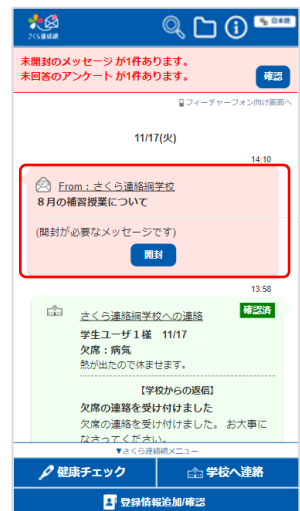 さくら連絡網
日本語
未開封のメッセージ が1件あります。
未回答のアンケート が1件あります。
確認
フィーチャーフォン向け画面へ
11/17(火)
14:10
From：さくら連絡網学校
８月の補習授業について
(開封が必要なメッセージです)
開封
13:58
さくら連絡網学校への連絡
確認済
学生ユーザ１様 11/17
欠席：病気
熱が出たので休ませます。
【学校からの返信】
欠席の連絡を受け付けました
欠席の連絡を受け付けました。 お大事に
なさってください。
▼さくら連絡網メニュー
健康チェック
学校へ連絡
登録情報追加/確認